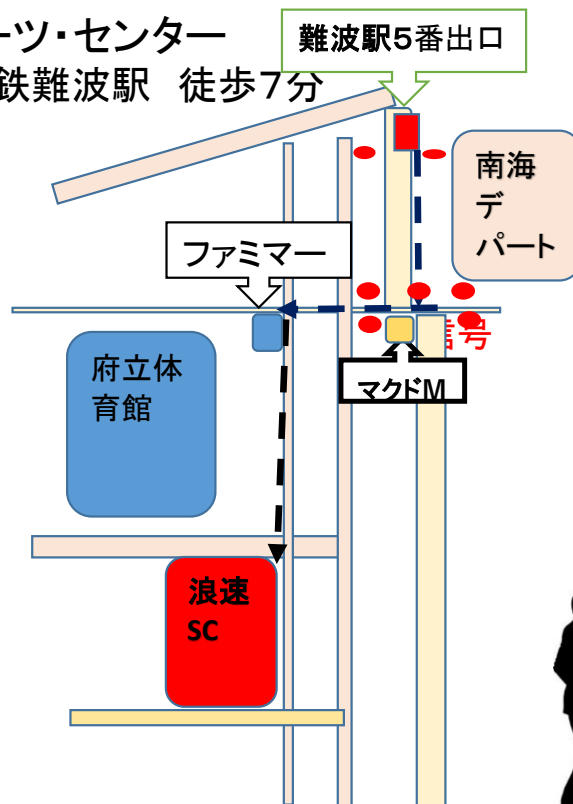 ーツ・センター
鉄難波駅 徒歩7分
難波駅5番出口
南海
デ
パート
ファミマー
信号
府立体
育館
マクドM
浪速
SC